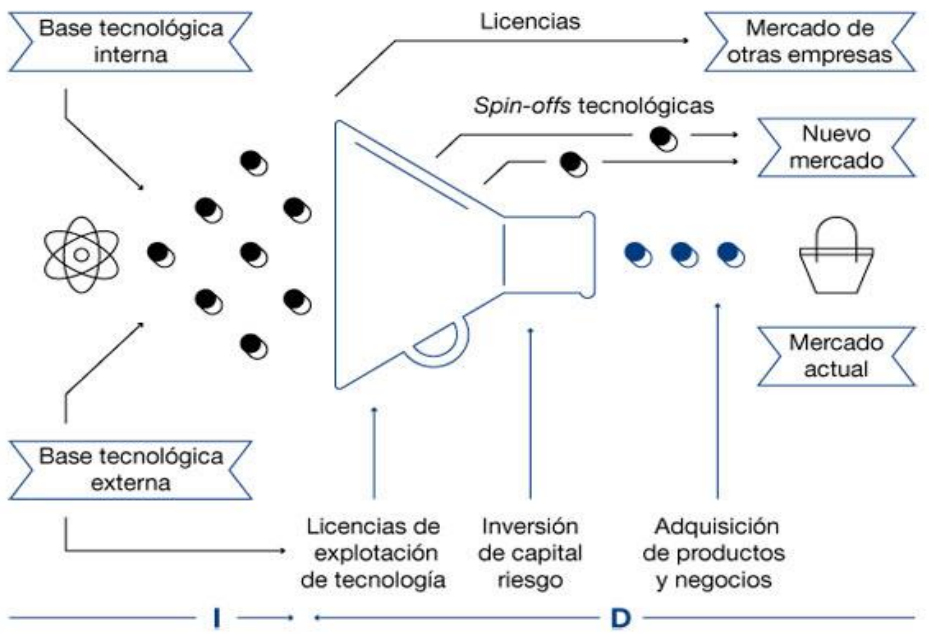 Base tecnológica
interna
Licencias
Mercado de
otras empresas
Spin-offs tecnológicas
Nuevo
mercado
Mercado
actual
Base tecnológica
externa
Licencias de
explotación
de tecnología
Inversión
de capital
riesgo
Adquisición
de productos
y negocios
I
D